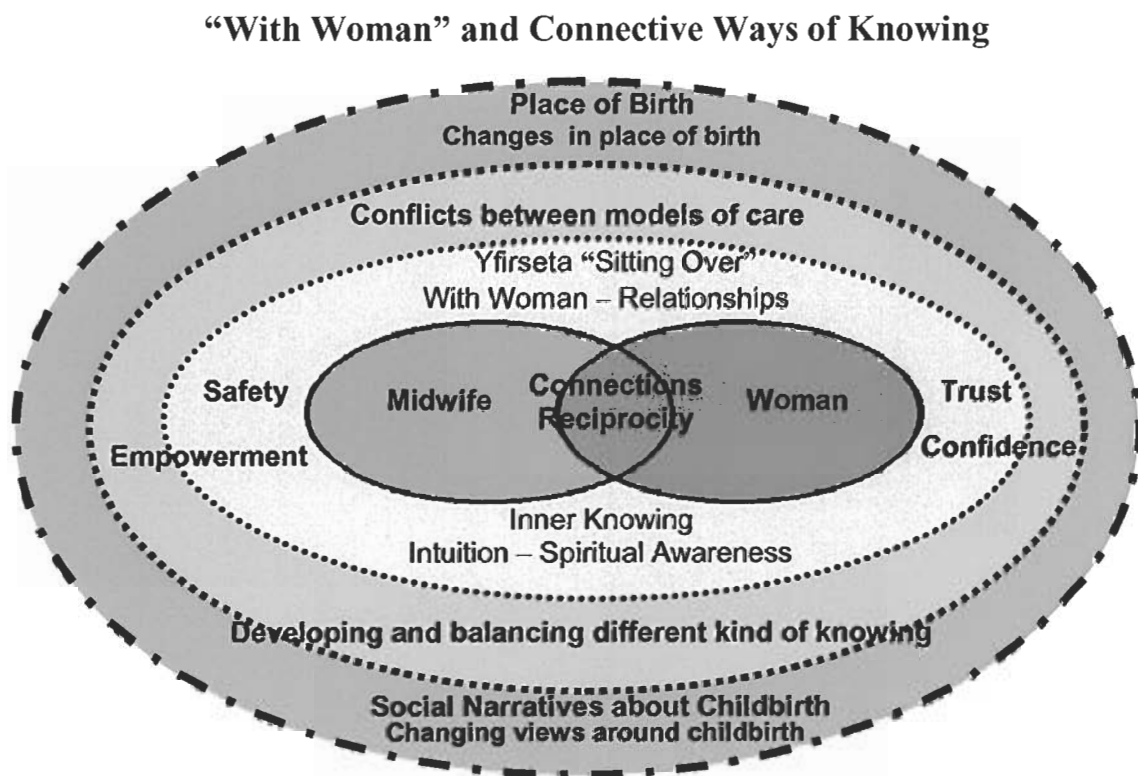 “With Woman” and Connective Ways of Knowing
Place of Birth
Changes in place of birth
Conflicts between models of care
Yfirseta “Sitting Over”
With Woman – Relationships
Safety
Empowerment
Midwife
Connections
Reciprocity
Woman
Trust
Confidence
Inner Knowing
Intuition – Spiritual Awareness
Developing and balancing different kind of knowing
Social Narratives about Childbirth
Changing views around childbirth